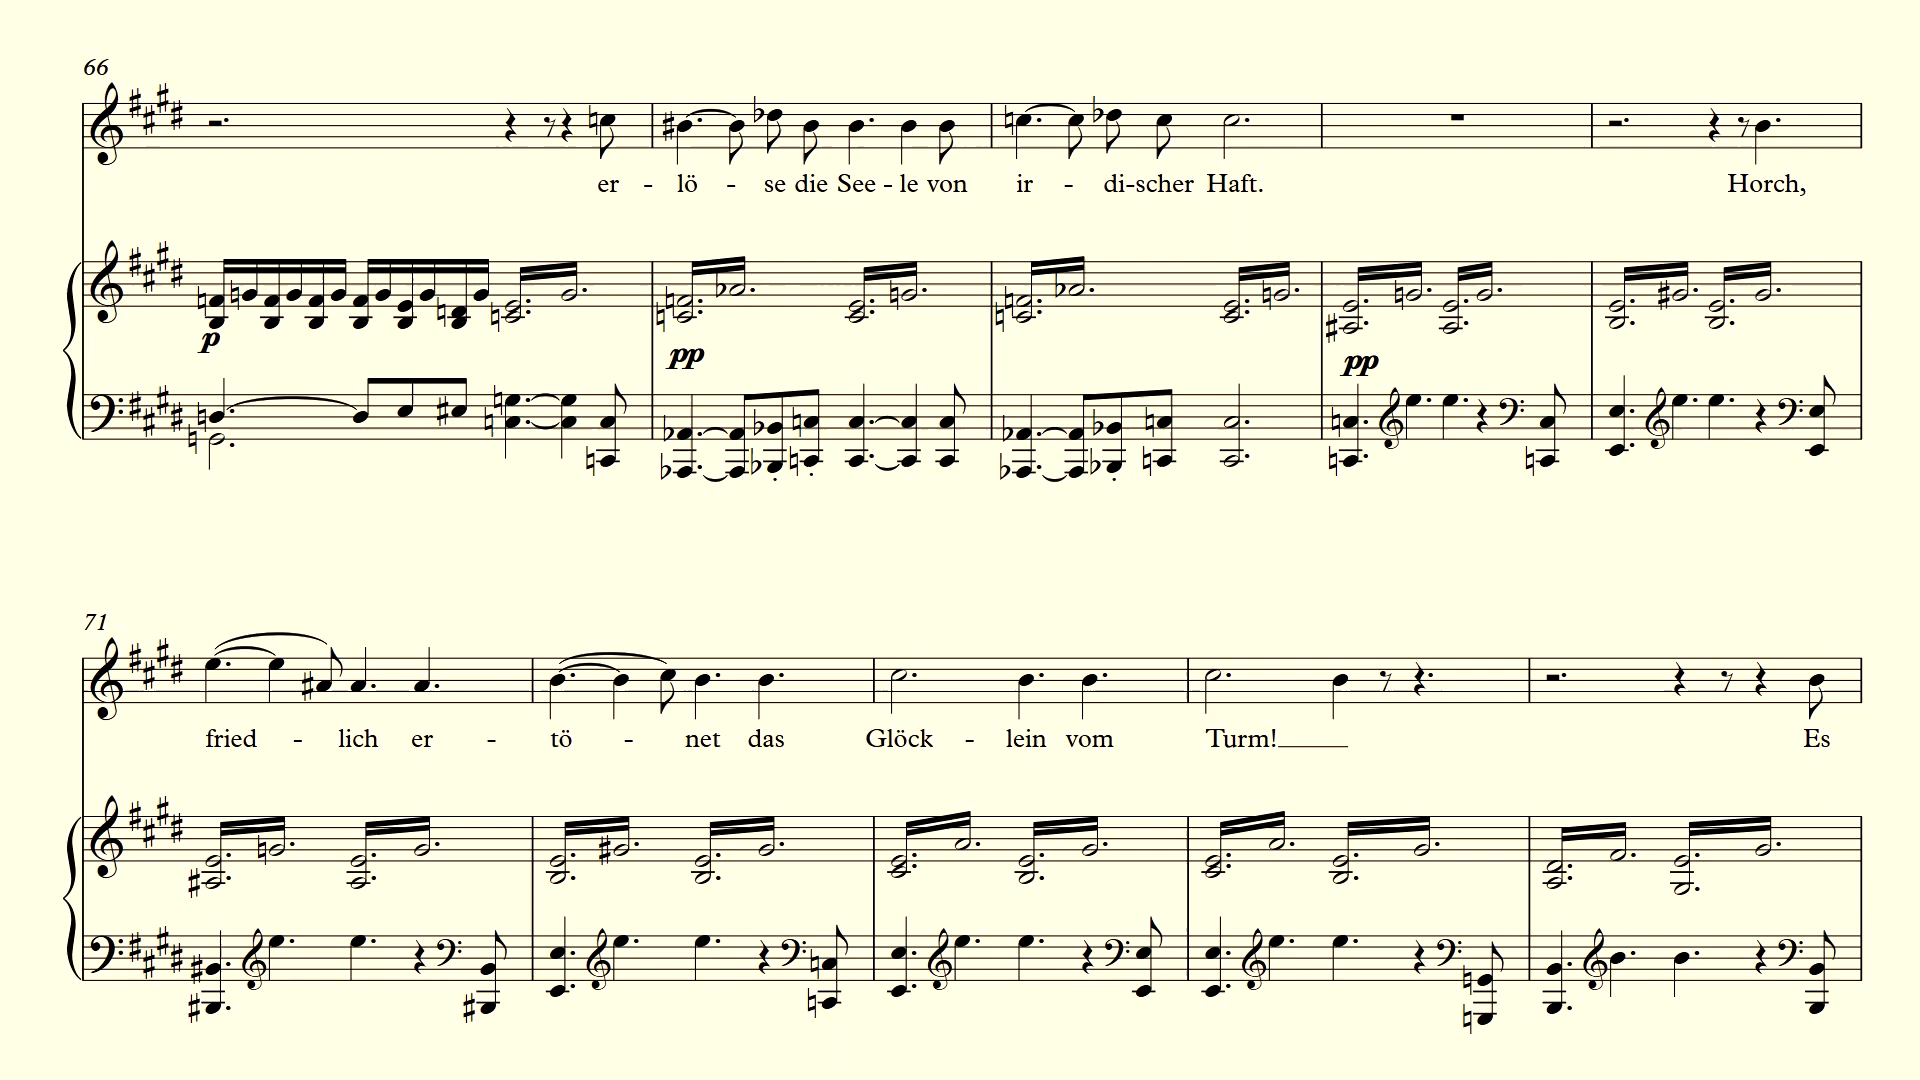 66
er - lö - se die See - le von ir - di-scher Haft. Horch,
p pp pp
71
fried - lich er - tö - net das Glöck - lein vom Turm! Es